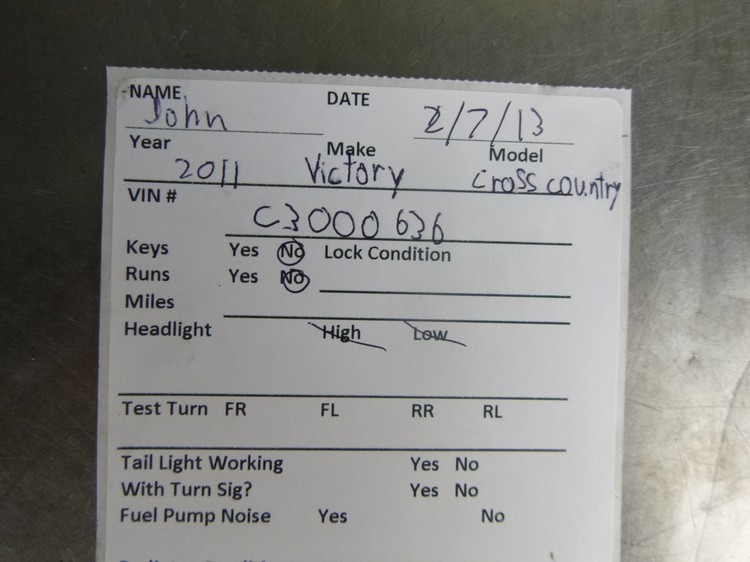 NAME John DATE 2/7/13
Year 2011 Make Victory Model Cross country
VIN # C3000636
Keys Yes No Lock Condition
Runs Yes No
Miles
Headlight High Low
Test Turn FR FL RR RL
Tail Light Working Yes No
With Turn Sig? Yes No
Fuel Pump Noise Yes No